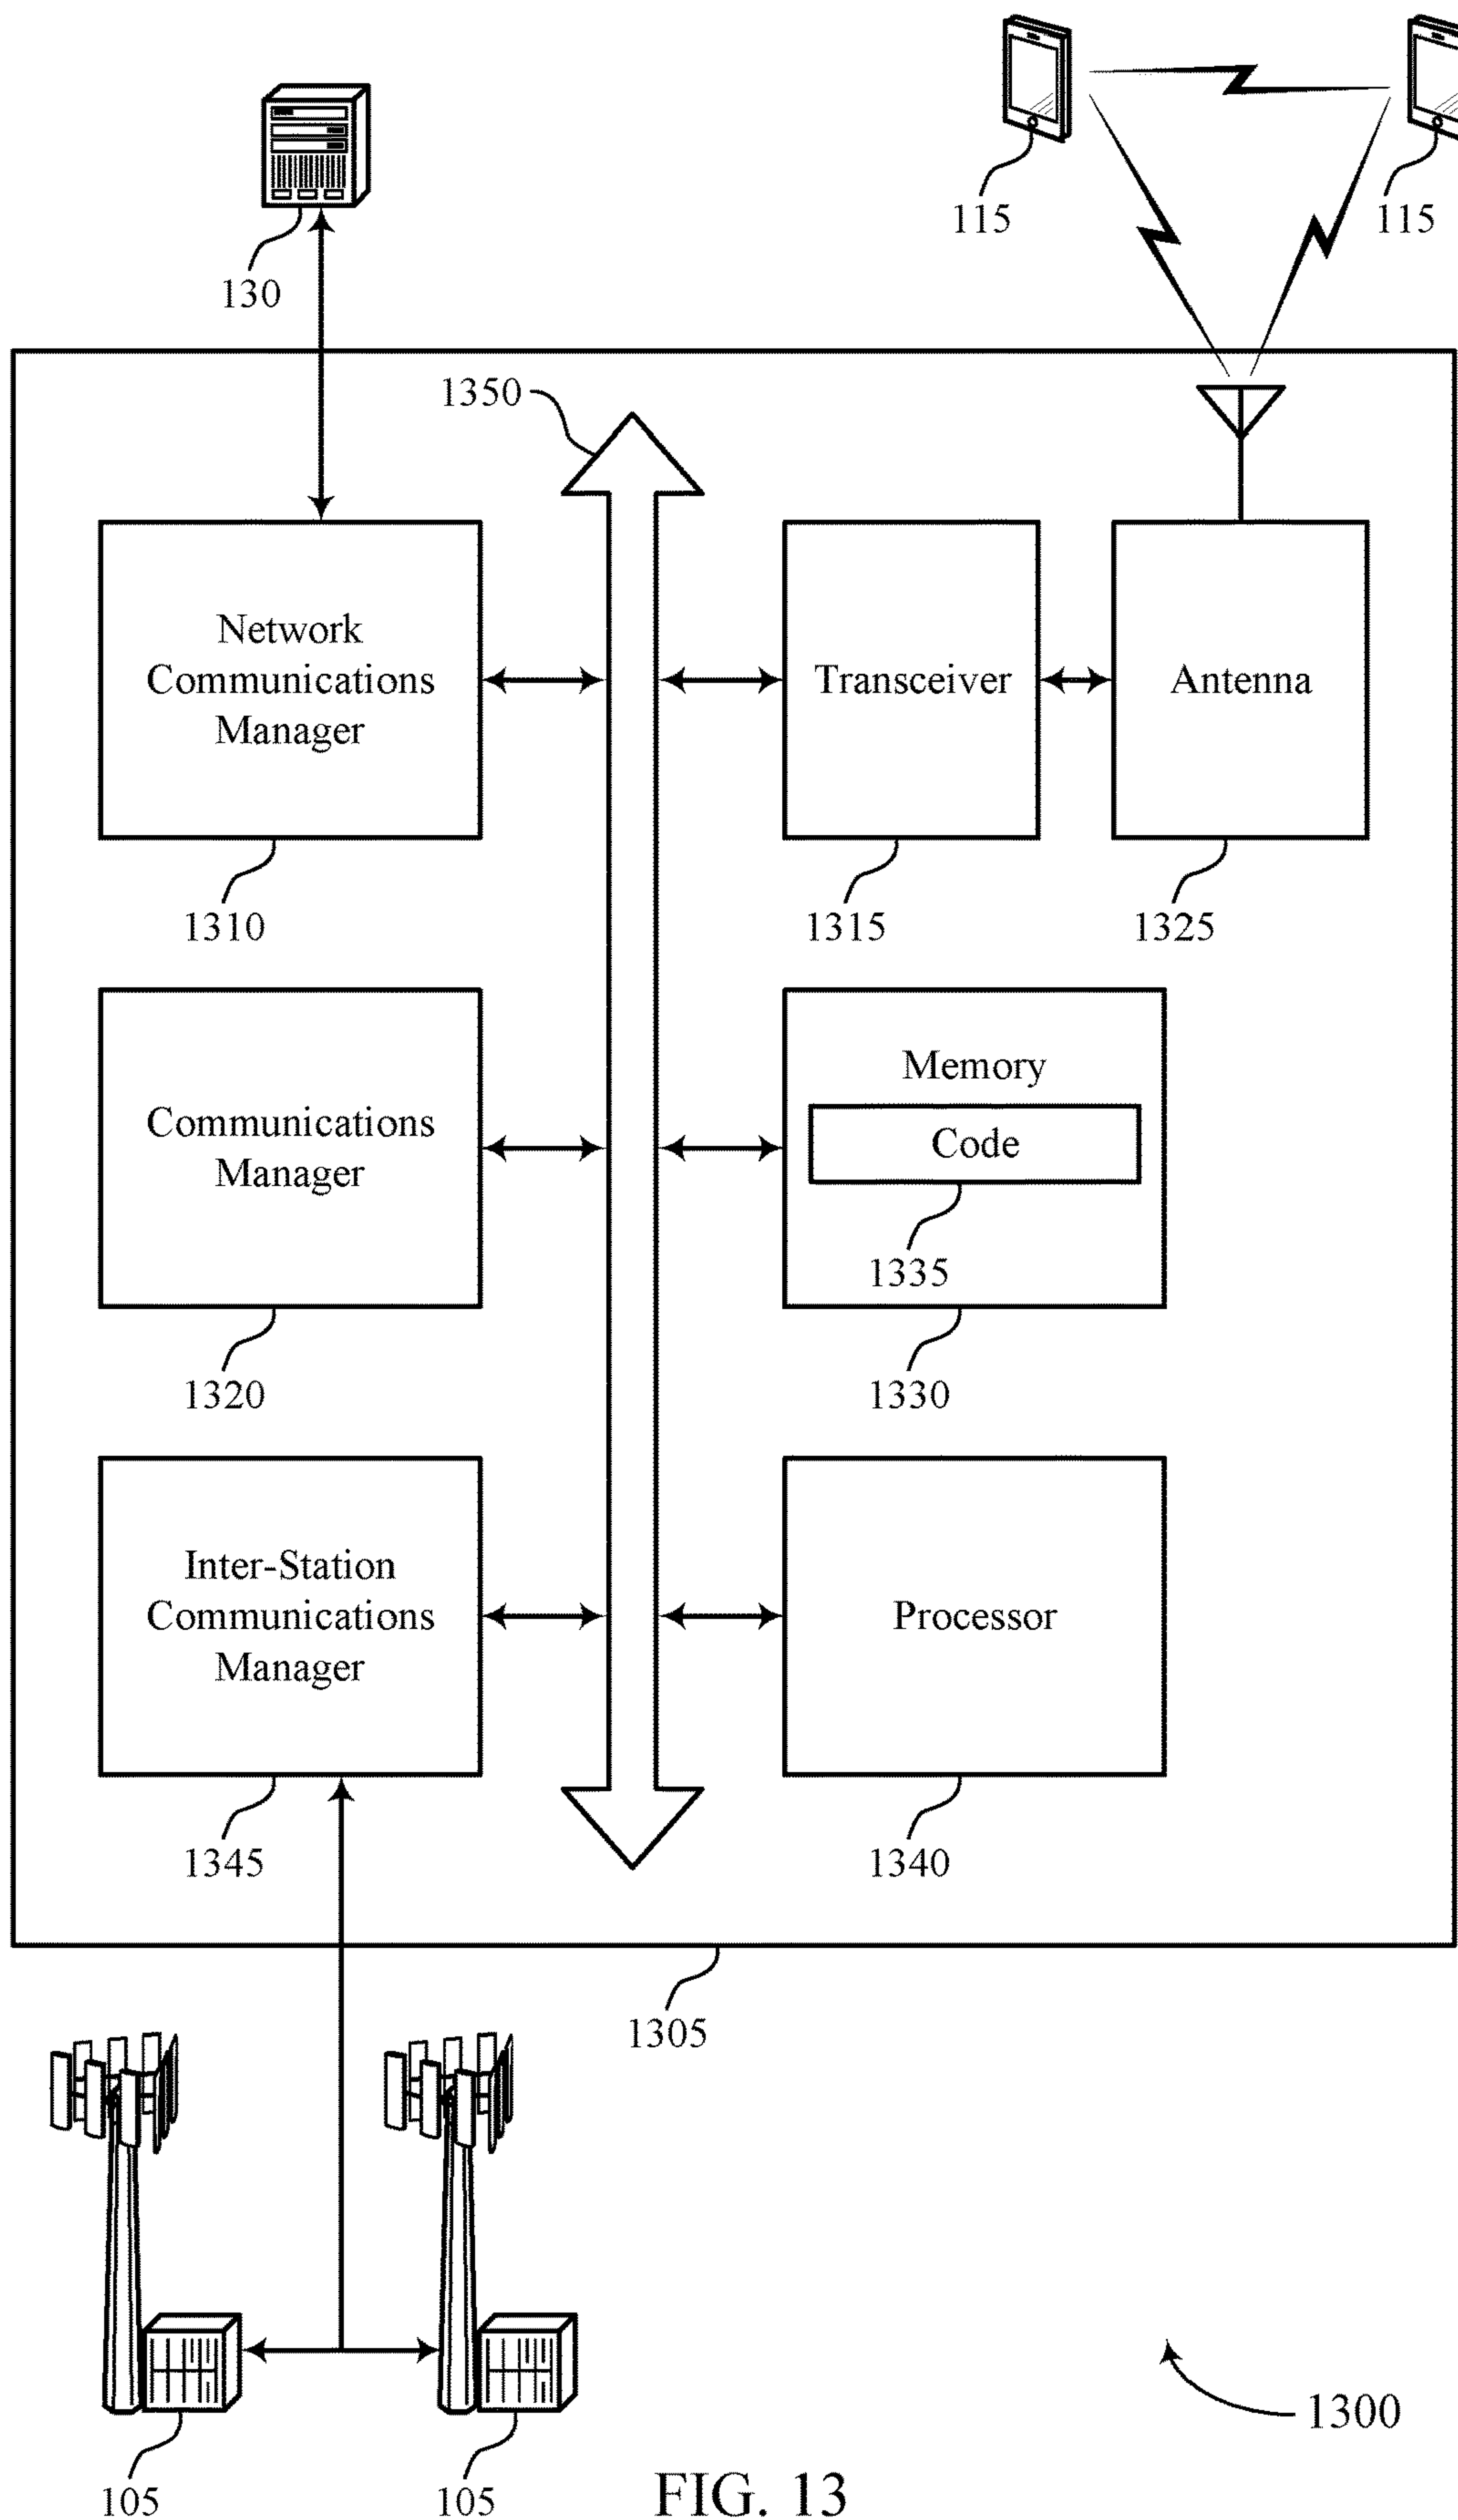 115
115
130
1350
Network
Communications
Manager
Transceiver
Antenna
1310
1315
1325
Communications
Manager
Memory
Code
1335
1320
1330
Inter-Station
Communications
Manager
Processor
1345
1340
1305
1300
105
105
FIG. 13